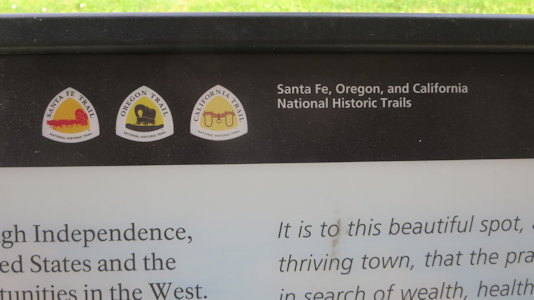 SANTA FE TRAIL
NATIONAL HISTORIC TRAIL
OREGON TRAIL
NATIONAL HISTORIC TRAIL
CALIFORNIA TRAIL
NATIONAL HISTORIC TRAIL
Santa Fe, Oregon, and California
National Historic Trails
gh Independence,
ed States and the
tunities in the West.
It is to this beautiful spot,
thriving town, that the pra
in search of wealth, health